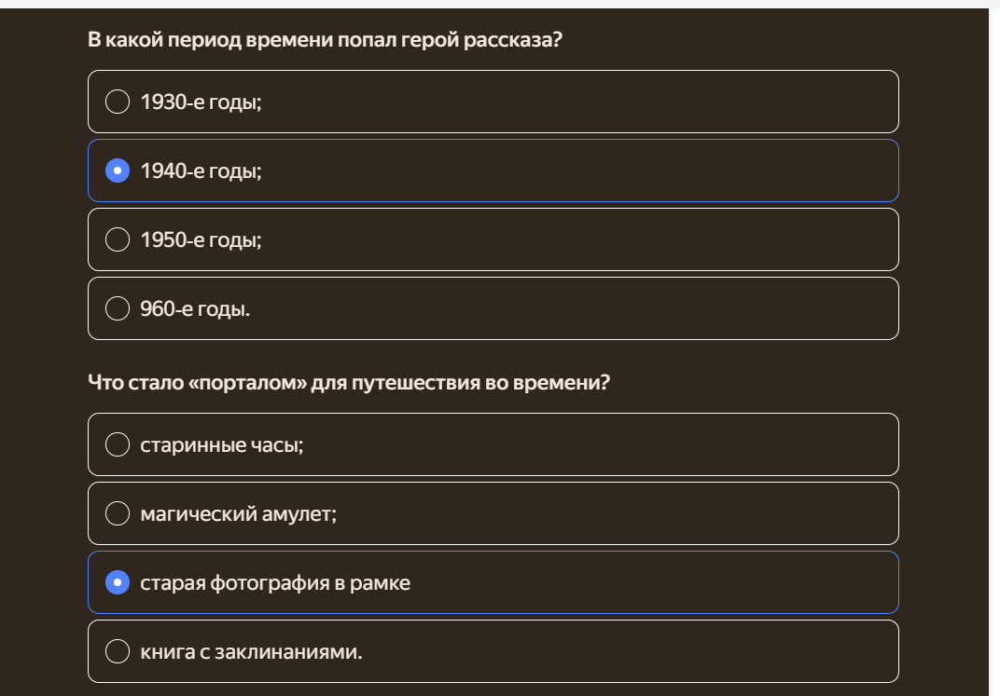 В какой период времени попал герой рассказа?
1930-е годы;
1940-е годы;
1950-е годы;
960-е годы.
Что стало «порталом» для путешествия во времени?
старинные часы;
магический амулет;
старая фотография в рамке
книга с заклинаниями.